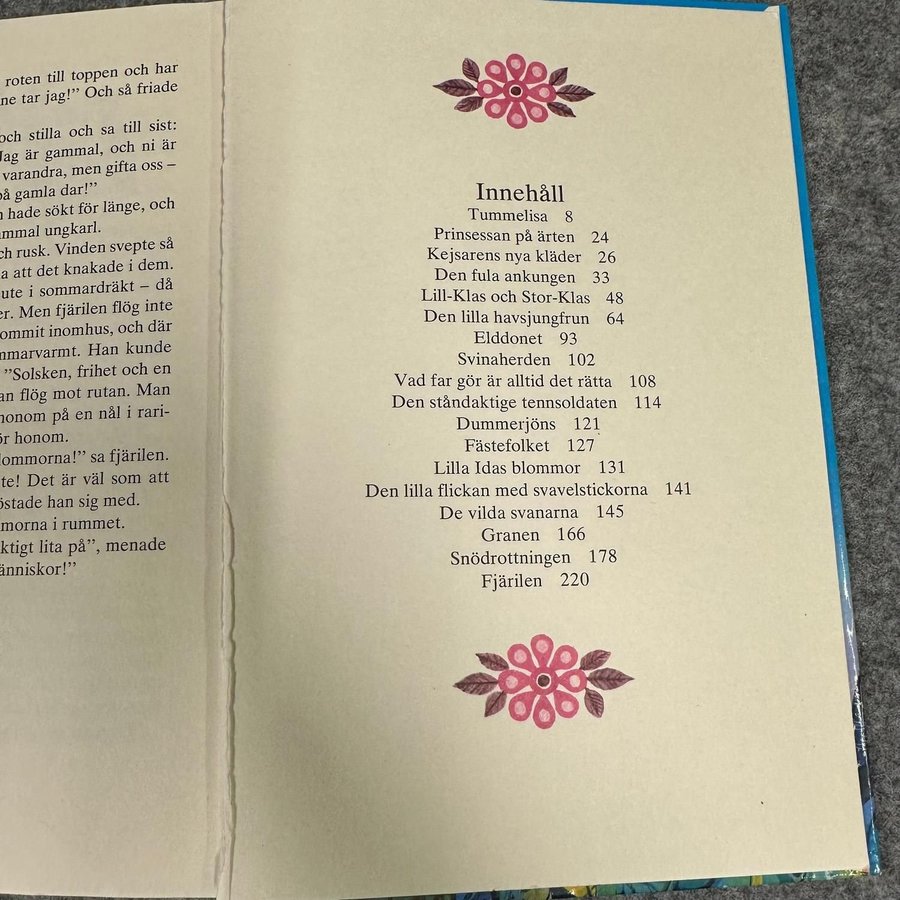 roten till toppen och har
ne tar jag!” Och så friade
och stilla och sa till sist:
Jag är gammal, och ni är
varandra, men gifta oss –
på gamla dar!”
hade sökt för länge, och
ammal ungkarl.
ch rusk. Vinden svepte så
a att det knakade i dem.
ute i sommardräkt – då
er. Men fjärilen flög inte
ommit inomhus, och där
mmarvarmt. Han kunde
”Solsken, frihet och en
an flög mot rutan. Man
honom på en nål i rari-
ör honom.
lommorna!” sa fjärilen.
te! Det är väl som att
östade han sig med.
morna i rummet.
ktigt lita på”, menade
änniskor!”
Innehåll
Tummelisa 8
Prinsessan på ärten 24
Kejsarens nya kläder 26
Den fula ankungen 33
Lill-Klas och Stor-Klas 48
Den lilla havsjungfrun 64
Elddonet 93
Svinaherden 102
Vad far gör är alltid det rätta 108
Den ståndaktige tennsoldaten 114
Dummerjöns 121
Fästefolket 127
Lilla Idas blommor 131
Den lilla flickan med svavelstickorna 141
De vilda svanarna 145
Granen 166
Snödrottningen 178
Fjärilen 220